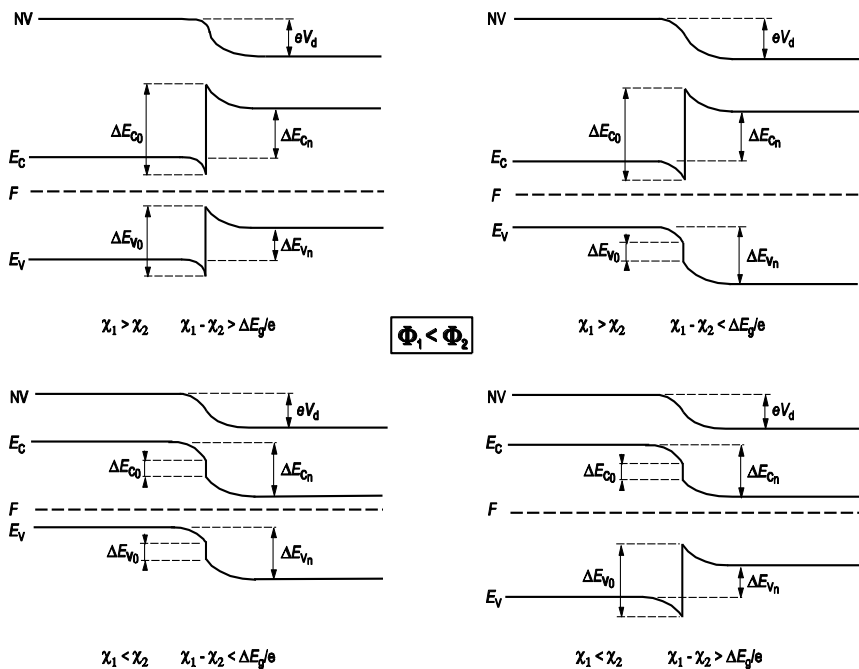 NV
eV_d
ΔE_C0
ΔE_Cn
E_C
F
ΔE_V0
ΔE_Vn
E_V
χ_1 > χ_2 χ_1 - χ_2 > ΔE_g/e
NV
eV_d
ΔE_C0
ΔE_Cn
E_C
F
E_V
ΔE_V0
ΔE_Vn
χ_1 > χ_2 χ_1 - χ_2 < ΔE_g/e
Φ_1 < Φ_2
NV
eV_d
E_C
ΔE_C0
ΔE_Cn
F
E_V
ΔE_V0
ΔE_Vn
χ_1 < χ_2 χ_1 - χ_2 < ΔE_g/e
NV
eV_d
E_C
ΔE_C0
ΔE_Cn
F
ΔE_V0
ΔE_Vn
E_V
χ_1 < χ_2 χ_1 - χ_2 > ΔE_g/e